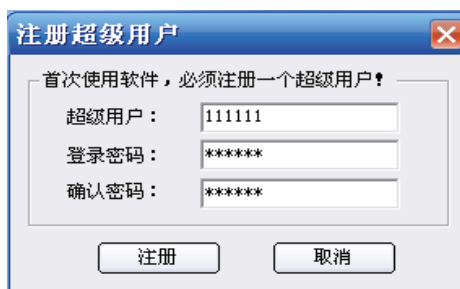 注册超级用户
首次使用软件，必须注册一个超级用户！
超级用户： 111111
登录密码： ******
确认密码： ******
注册 取消